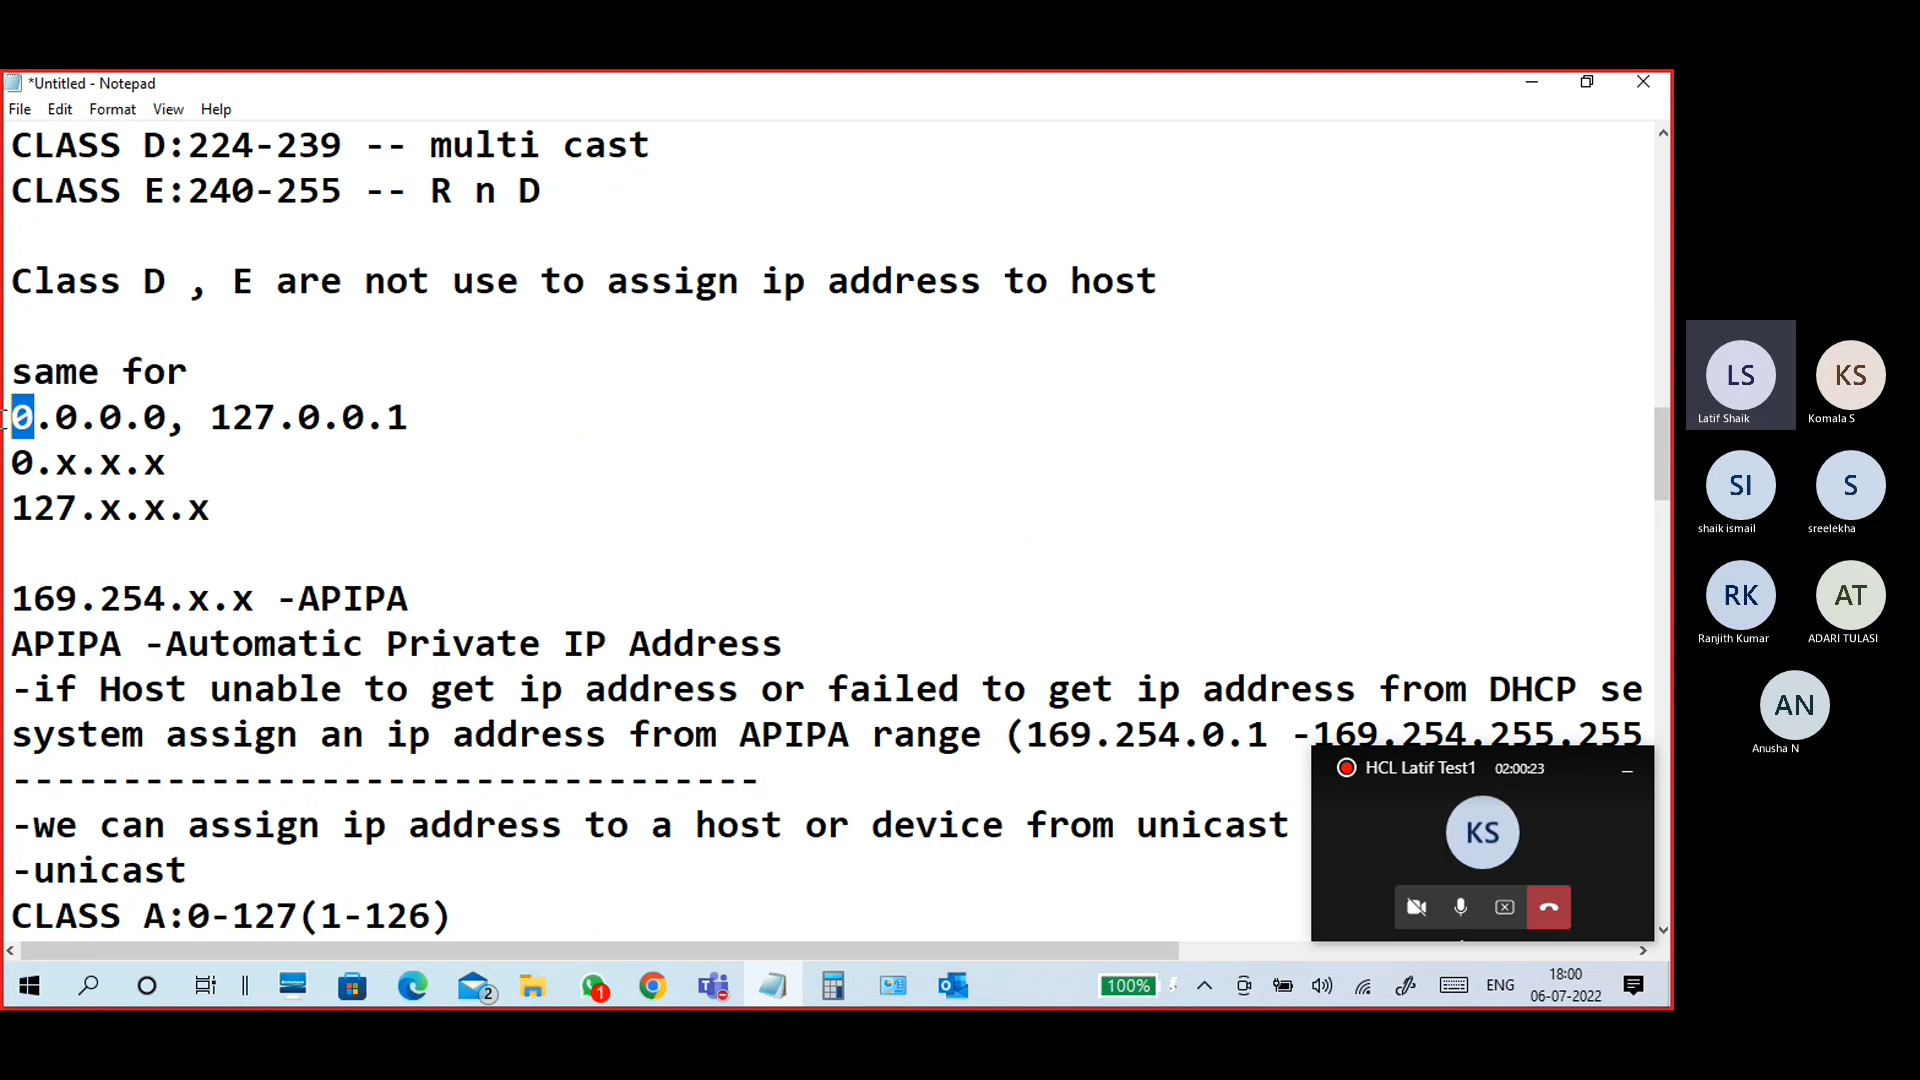 *Untitled - Notepad
File Edit Format View Help
CLASS D:224-239 -- multi cast
CLASS E:240-255 -- R n D
Class D , E are not use to assign ip address to host
same for
0.0.0.0, 127.0.0.1
0.x.x.x
127.x.x.x
169.254.x.x -APIPA
APIPA -Automatic Private IP Address
-if Host unable to get ip address or failed to get ip address from DHCP se
system assign an ip address from APIPA range (169.254.0.1 -169.254.255.255
----------------------------------
-we can assign ip address to a host or device from unicast
-unicast
CLASS A:0-127(1-126)
HCL Latif Test1 02:00:23
KS
LS
Latif Shaik
KS
Komala S
SI
shaik ismail
S
sreelekha
RK
Ranjith Kumar
AT
ADARI TULASI
AN
Anusha N
2
1
100%
ENG
18:00
06-07-2022